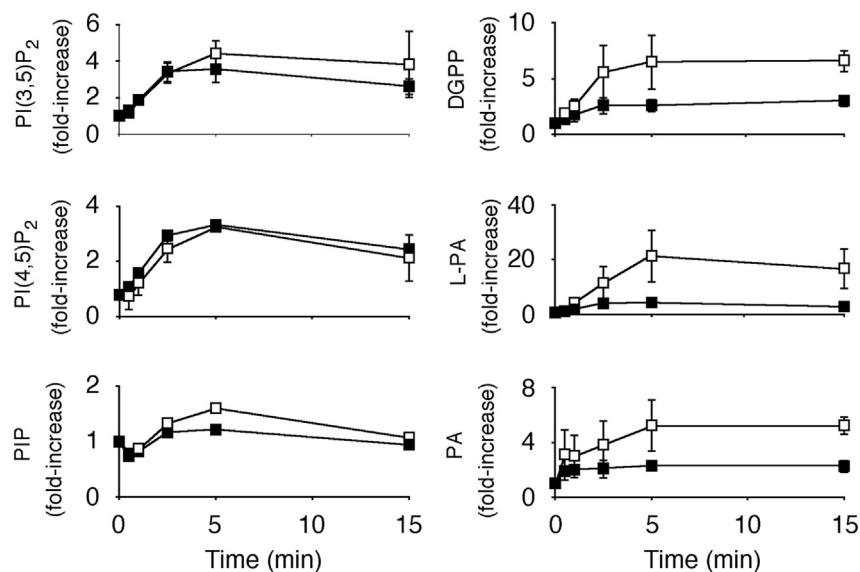 PI(3,5)P2
(fold-increase)
6
4
2
0
DGPP
(fold-increase)
10
5
0
PI(4,5)P2
(fold-increase)
4
2
0
L-PA
(fold-increase)
40
20
0
PIP
(fold-increase)
2
1
0
0
5
10
15
Time (min)
PA
(fold-increase)
8
4
0
0
5
10
15
Time (min)